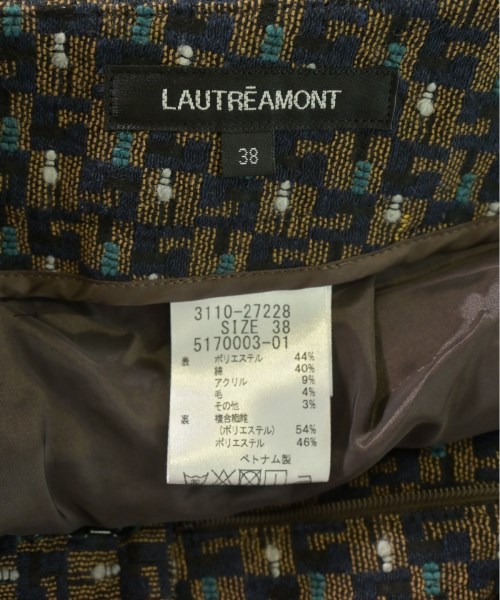 LAUTRĒAMONT
38
3110-27228
SIZE 38
5170003-01
表 ポリエステル 44%
綿 40%
アクリル 9%
毛 4%
その他 3%
裏 複合繊維
(ポリエステル) 54%
ポリエステル 46%
ベトナム製